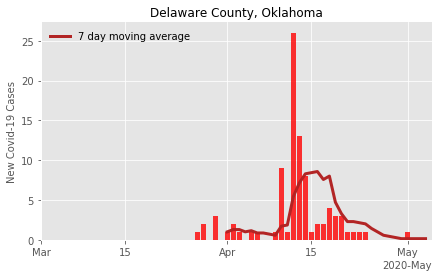 Delaware County, Oklahoma
7 day moving average
New Covid-19 Cases
25
20
15
10
5
0
Mar 15 Apr 15 May
2020-May